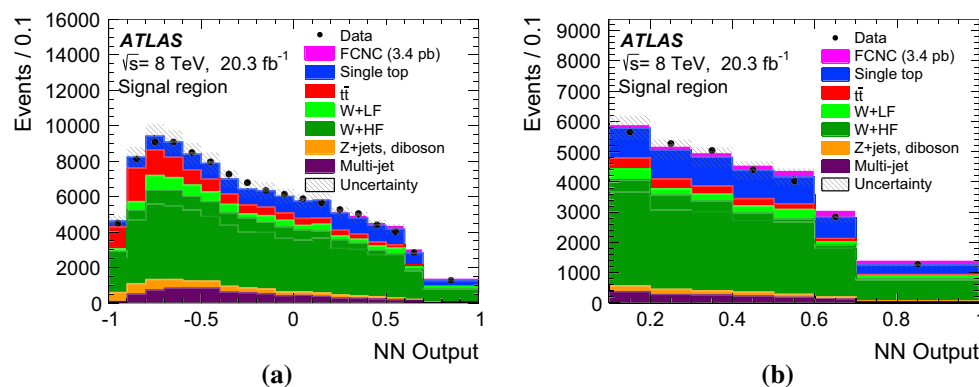 Events / 0.1
16000
14000
12000
10000
8000
6000
4000
2000
0
ATLAS
√s= 8 TeV, 20.3 fb⁻¹
Signal region
Data
FCNC (3.4 pb)
Single top
tt̄
W+LF
W+HF
Z+jets, diboson
Multi-jet
Uncertainty
-1 -0.5 0 0.5 1
NN Output
(a)
Events / 0.1
9000
8000
7000
6000
5000
4000
3000
2000
1000
0
ATLAS
√s= 8 TeV, 20.3 fb⁻¹
Signal region
Data
FCNC (3.4 pb)
Single top
tt̄
W+LF
W+HF
Z+jets, diboson
Multi-jet
Uncertainty
0.2 0.4 0.6 0.8 1
NN Output
(b)